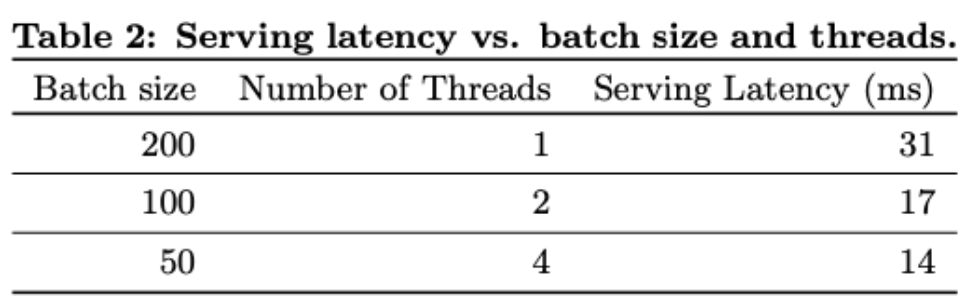 Table 2: Serving latency vs. batch size and threads.
Batch size Number of Threads Serving Latency (ms)
200 1 31
100 2 17
50 4 14